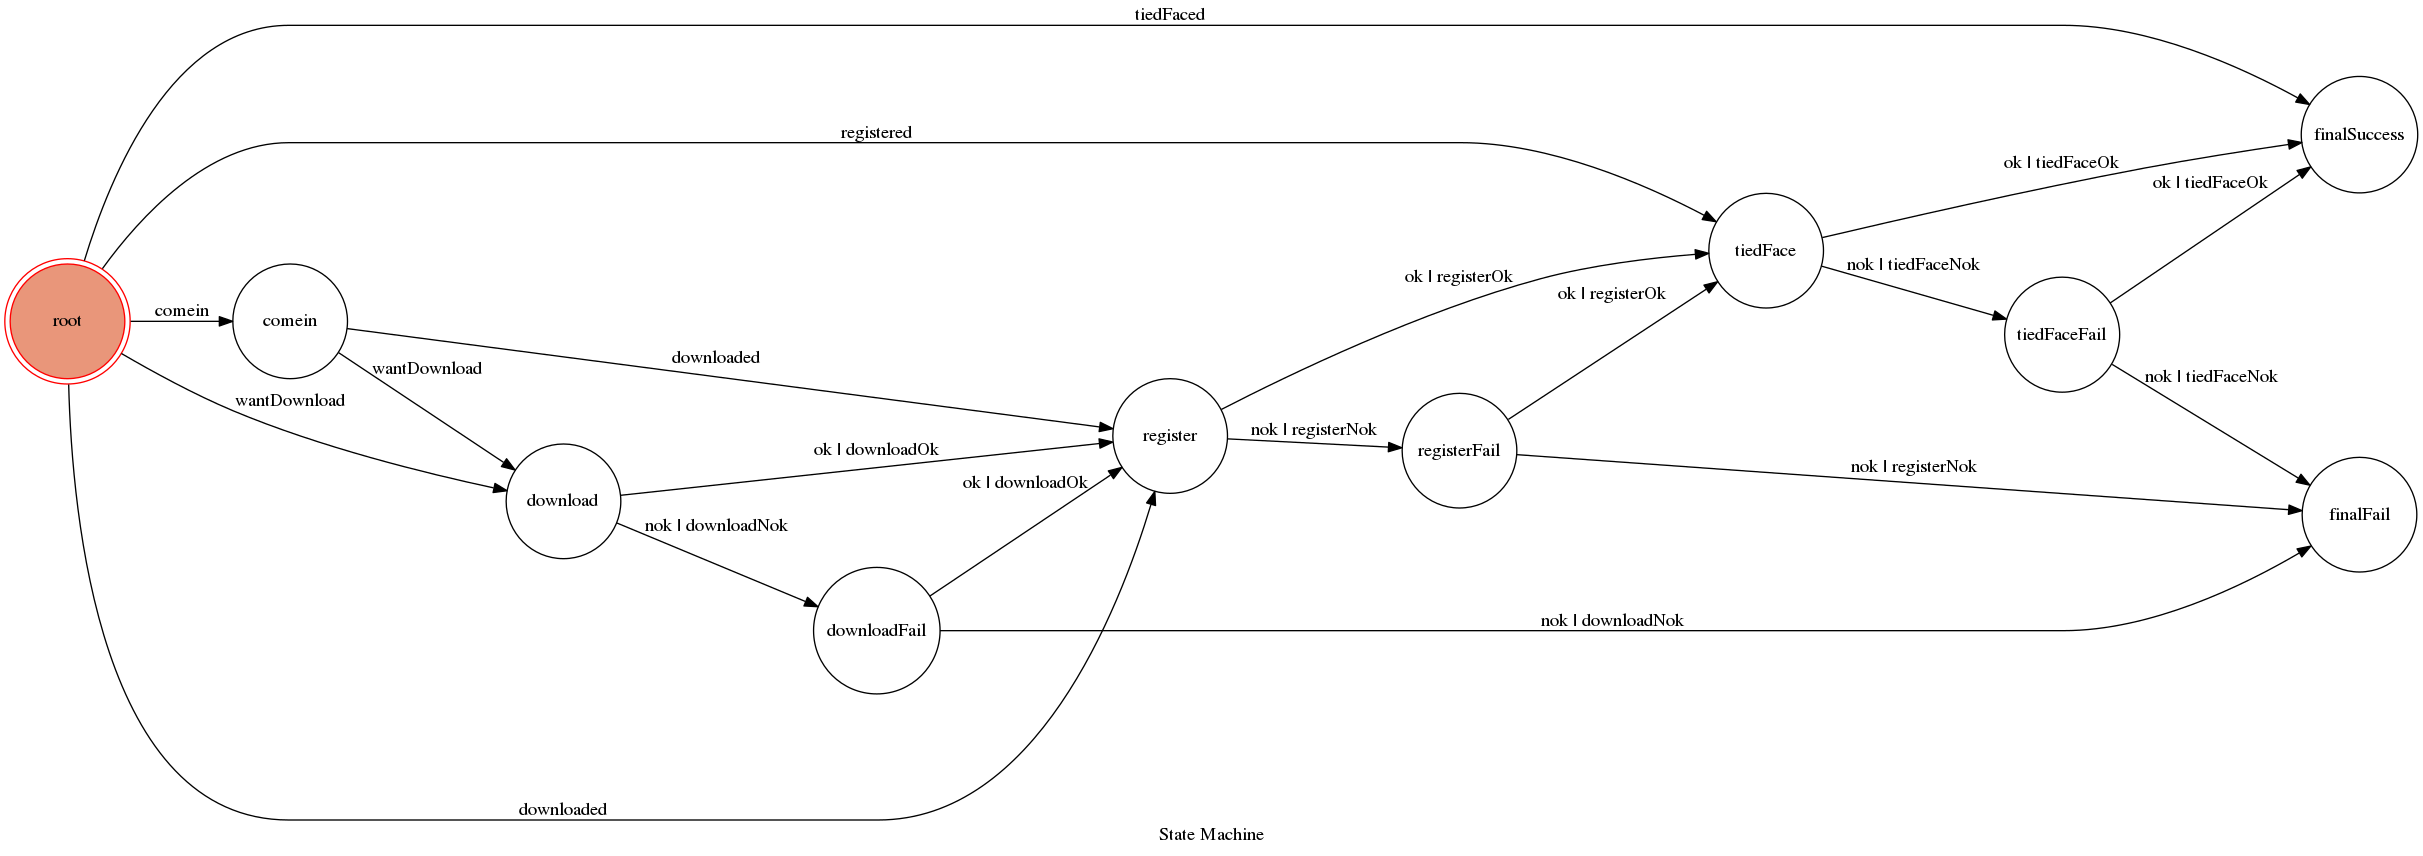 tiedFaced
registered
finalSuccess
ok | tiedFaceOk
ok | tiedFaceOk
tiedFace
nok | tiedFaceNok
ok | registerOk
ok | registerOk
root
comein
comein
tiedFaceFail
downloaded
wantDownload
wantDownload
nok | tiedFaceNok
register
nok | registerNok
registerFail
ok | downloadOk
nok | registerNok
ok | downloadOk
download
finalFail
nok | downloadNok
downloadFail
nok | downloadNok
downloaded
State Machine